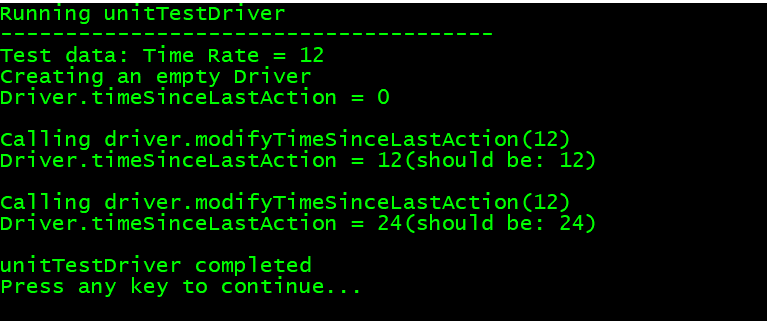 Running unitTestDriver
--------------------------------------
Test data: Time Rate = 12
Creating an empty Driver
Driver.timeSinceLastAction = 0
Calling driver.modifyTimeSinceLastAction(12)
Driver.timeSinceLastAction = 12(should be: 12)
Calling driver.modifyTimeSinceLastAction(12)
Driver.timeSinceLastAction = 24(should be: 24)
unitTestDriver completed
Press any key to continue...